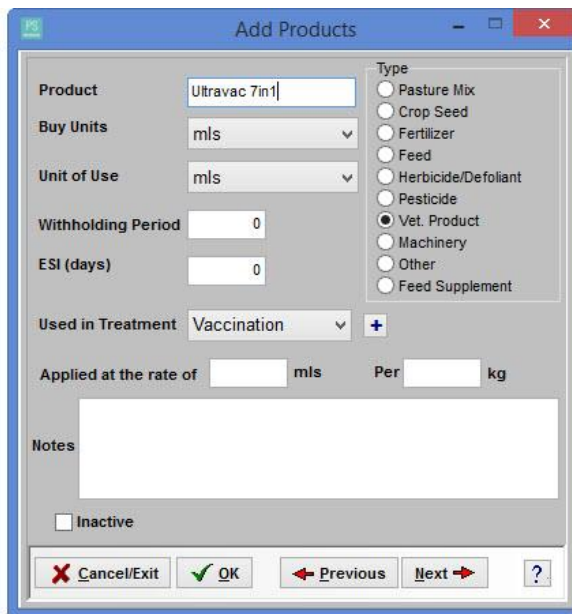 PS
Add Products
Product
Ultravac 7in1
Buy Units
mls
Unit of Use
mls
Withholding Period
0
ESI (days)
0
Type
Pasture Mix
Crop Seed
Fertilizer
Feed
Herbicide/Defoliant
Pesticide
Vet. Product
Machinery
Other
Feed Supplement
Used in Treatment
Vaccination
+
Applied at the rate of
mls
Per
kg
Notes
Inactive
Cancel/Exit
OK
Previous
Next
?